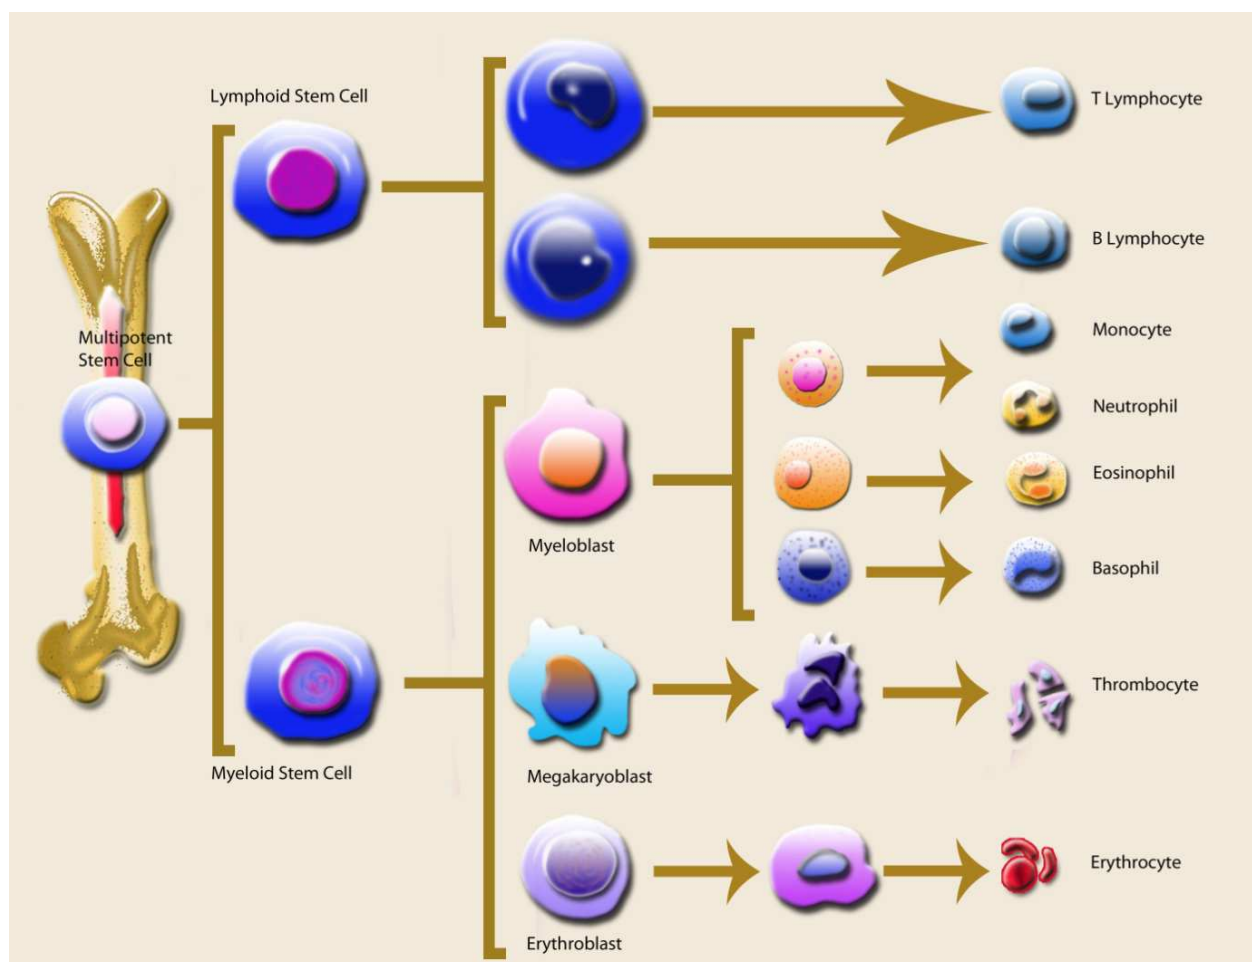 Lymphoid Stem Cell
T Lymphocyte
B Lymphocyte
Multipotent
Stem Cell
Monocyte
Neutrophil
Eosinophil
Myeloblast
Basophil
Thrombocyte
Myeloid Stem Cell
Megakaryoblast
Erythrocyte
Erythroblast